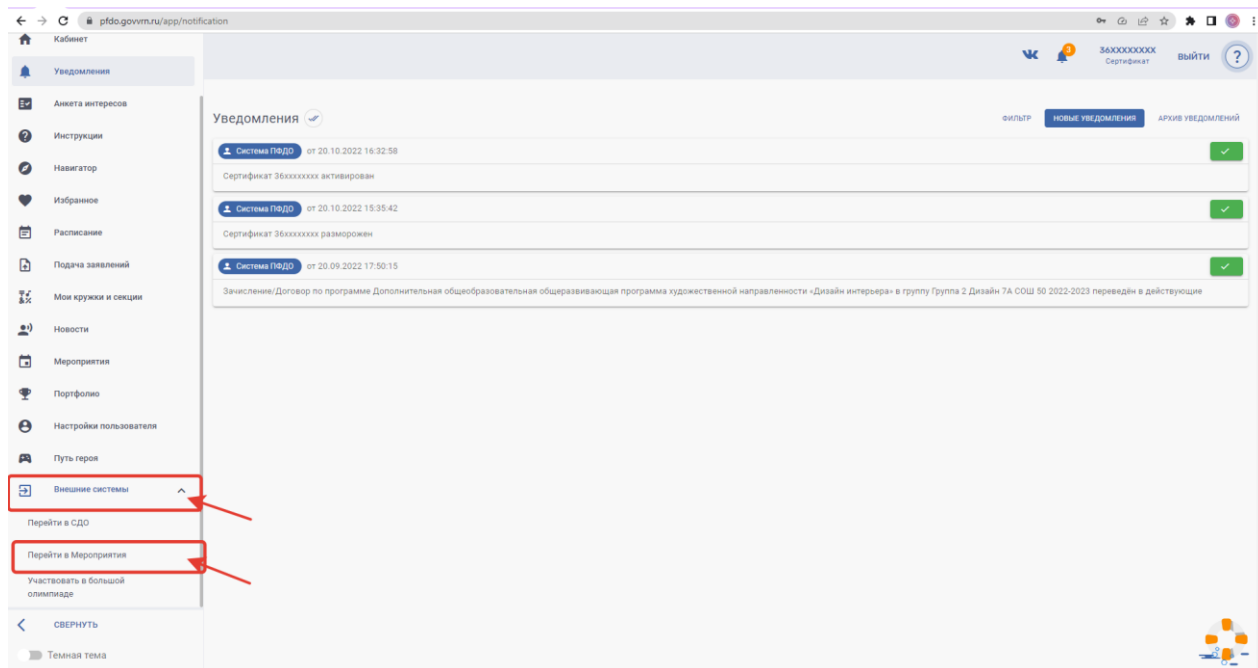 pfdo.govvrn.ru/app/notification
Кабинет
Уведомления
Анкета интересов
Инструкции
Навигатор
Избранное
Расписание
Подача заявлений
Мои кружки и секции
Новости
Мероприятия
Портфолио
Настройки пользователя
Путь героя
Внешние системы
Перейти в СДО
Перейти в Мероприятия
Участвовать в большой
олимпиаде
СВЕРНУТЬ
Темная тема
3
36XXXXXXXX
Сертификат
ВЫЙТИ
?
Уведомления
ФИЛЬТР НОВЫЕ УВЕДОМЛЕНИЯ АРХИВ УВЕДОМЛЕНИЙ
Система ПФДО от 20.10.2022 16:32:58
Сертификат 36xxxxxxxx активирован
Система ПФДО от 20.10.2022 15:35:42
Сертификат 36xxxxxxxx разморожен
Система ПФДО от 20.09.2022 17:50:15
Зачисление/Договор по программе Дополнительная общеобразовательная общеразвивающая программа художественной направленности «Дизайн интерьера» в группу Группа 2 Дизайн 7А СОШ 50 2022-2023 переведён в действующие